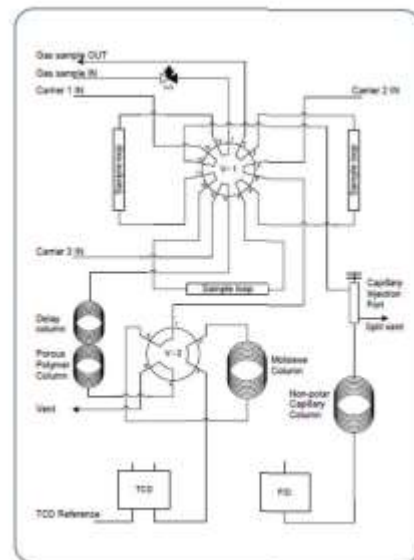 Gas sample OUT
Gas sample IN
Carrier 1 IN
Carrier 2 IN
Sample loop
V-1
Sample loop
Carrier 3 IN
Sample loop
Capillary
Injection
Port
Split vent
Delay
column
Porous
Polymer
Column
V-2
Molsieve
Column
Non-polar
Capillary Column
Vent
TCD
FID
TCD Reference